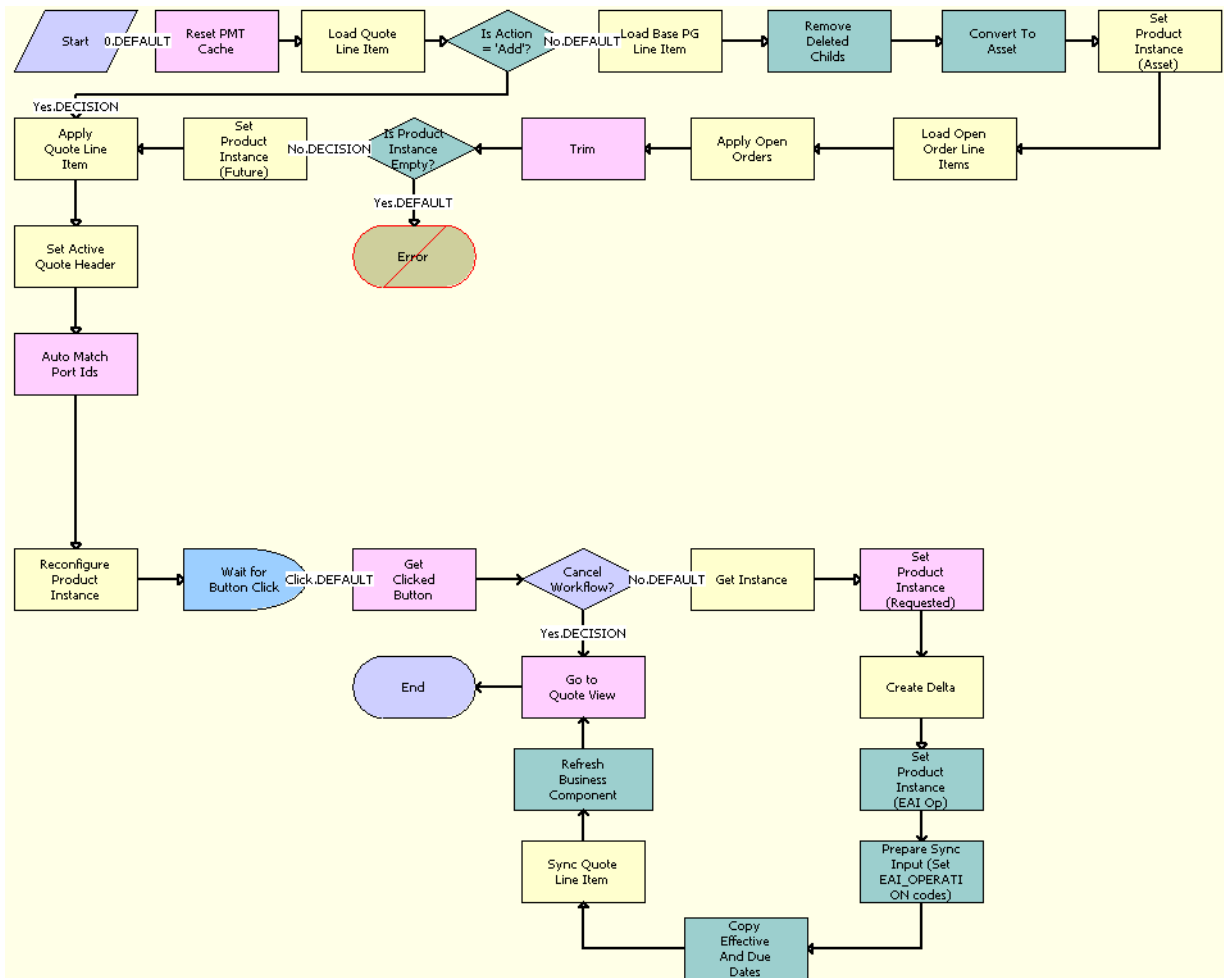 Start
0.DEFAULT
Reset PMT
Cache
Load Quote
Line Item
Is Action
= 'Add'?
No.DEFAULT
Load Base PG
Line Item
Remove
Deleted
Childs
Convert To
Asset
Set
Product
Instance
(Asset)
Yes.DECISION
Apply
Quote Line
Item
Set
Product
Instance
(Future)
No.DECISION
Is Product
Instance
Empty?
Trim
Apply Open
Orders
Load Open
Order Line
Items
Yes.DEFAULT
Set Active
Quote Header
Error
Auto Match
Port Ids
Reconfigure
Product
Instance
Wait for
Button Click
Click.DEFAULT
Get
Clicked
Button
Cancel
Workflow?
No.DEFAULT
Get Instance
Set
Product
Instance
(Requested)
Yes.DECISION
End
Go to
Quote View
Create Delta
Refresh
Business
Component
Set
Product
Instance
(EAI Op)
Sync Quote
Line Item
Prepare Sync
Input (Set
EAI_OPERATI
ON codes)
Copy
Effective
And Due
Dates